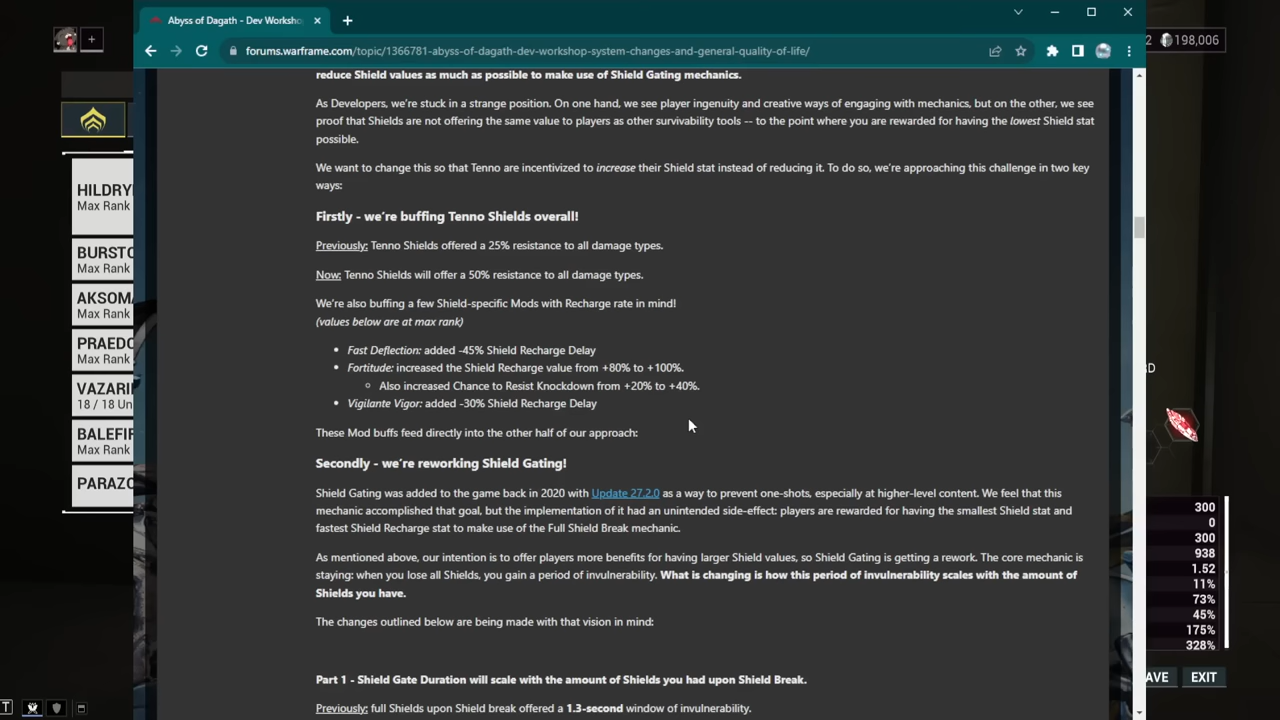 Abyss of Dagath - Dev Worksho
forums.warframe.com/topic/1366781-abyss-of-dagath-dev-workshop-system-changes-and-general-quality-of-life/
2 198,006
reduce Shield values as much as possible to make use of Shield Gating mechanics.
As Developers, we're stuck in a strange position. On one hand, we see player ingenuity and creative ways of engaging with mechanics, but on the other, we see
proof that Shields are not offering the same value to players as other survivability tools -- to the point where you are rewarded for having the lowest Shield stat
possible.
We want to change this so that Tenno are incentivized to increase their Shield stat instead of reducing it. To do so, we're approaching this challenge in two key
ways:
Firstly - we're buffing Tenno Shields overall!
Previously: Tenno Shields offered a 25% resistance to all damage types.
Now: Tenno Shields will offer a 50% resistance to all damage types.
We're also buffing a few Shield-specific Mods with Recharge rate in mind!
(values below are at max rank)
• Fast Deflection: added -45% Shield Recharge Delay
• Fortitude: increased the Shield Recharge value from +80% to +100%.
○ Also increased Chance to Resist Knockdown from +20% to +40%.
• Vigilante Vigor: added -30% Shield Recharge Delay
These Mod buffs feed directly into the other half of our approach:
Secondly - we're reworking Shield Gating!
Shield Gating was added to the game back in 2020 with Update 27.2.0 as a way to prevent one-shots, especially at higher-level content. We feel that this
mechanic accomplished that goal, but the implementation of it had an unintended side-effect: players are rewarded for having the smallest Shield stat and
fastest Shield Recharge stat to make use of the Full Shield Break mechanic.
As mentioned above, our intention is to offer players more benefits for having larger Shield values, so Shield Gating is getting a rework. The core mechanic is
staying: when you lose all Shields, you gain a period of invulnerability. What is changing is how this period of invulnerability scales with the amount of
Shields you have.
The changes outlined below are being made with that vision in mind:
Part 1 - Shield Gate Duration will scale with the amount of Shields you had upon Shield Break.
Previously: full Shields upon Shield break offered a 1.3-second window of invulnerability.
HILDRY
Max Rank
BURSTO
Max Rank
AKSOMA
Max Rank
PRAEDO
Max Rank
VAZARI
18 / 18 Un
BALEFI
Max Rank
PARAZO
D
300
0
300
938
1.52
11%
73%
45%
175%
328%
AVE
EXIT
T